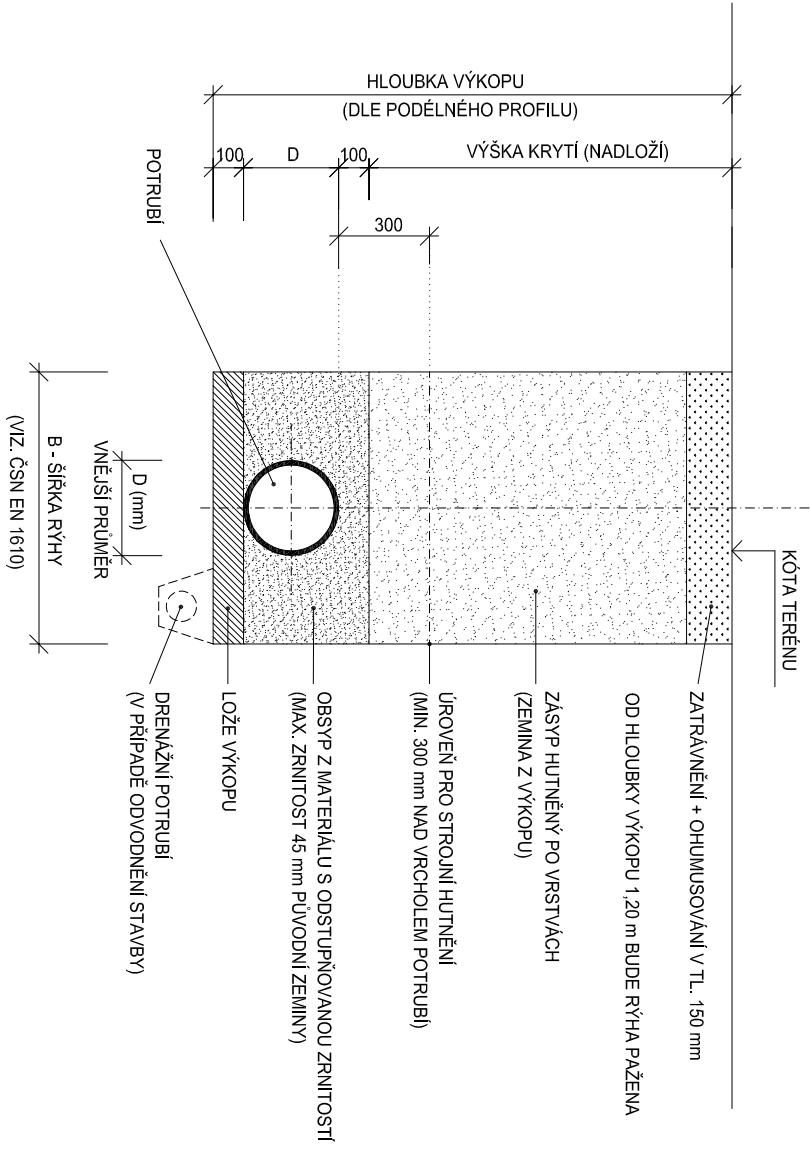 KÓTA TERÉNU
ZATRÁVNĚNÍ + OHUMUSOVÁNÍ V TL. 150 mm
OD HLOUBKY VÝKOPU 1,20 m BUDE RÝHA PAŽENA
ZÁSYP HUTNĚNÝ PO VRSTVÁCH
(ZEMINA Z VÝKOPU)
ÚROVEŇ PRO STROJNÍ HUTNĚNÍ
(MIN. 300 mm NAD VRCHOLEM POTRUBÍ)
OBSYP Z MATERIÁLU S ODSTUPŇOVANOU ZRNITOSTÍ
(MAX. ZRNITOST 45 mm PŮVODNÍ ZEMINY)
LOŽE VÝKOPU
DRENÁŽNÍ POTRUBÍ
(V PŘÍPADĚ ODVODNĚNÍ STAVBY)
HLOUBKA VÝKOPU
(DLE PODÉLNÉHO PROFILU)
VÝŠKA KRYTÍ (NADLOŽÍ)
100
D
100
300
POTRUBÍ
D (mm)
VNĚJŠÍ PRŮMĚR
B - ŠÍŘKA RÝHY
(VIZ. ČSN EN 1610)